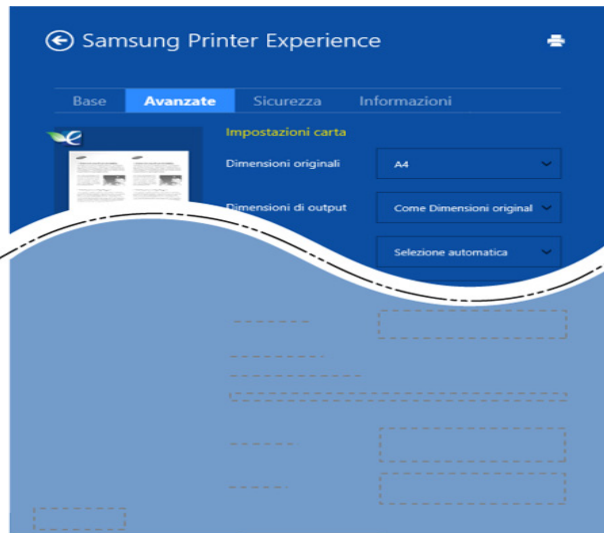 Samsung Printer Experience
Base Avanzate Sicurezza Informazioni
Impostazioni carta
Dimensioni originali A4
Dimensioni di output Come Dimensioni original
Selezione automatica